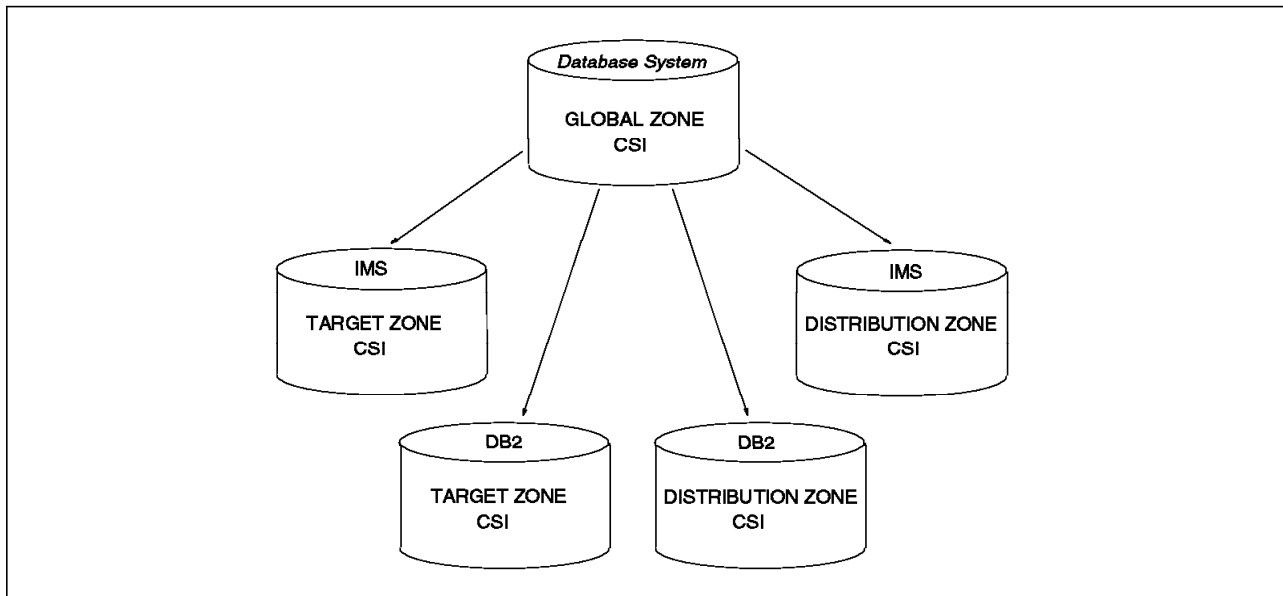 Database System
GLOBAL ZONE
CSI
IMS
TARGET ZONE
CSI
IMS
DISTRIBUTION ZONE
CSI
DB2
TARGET ZONE
CSI
DB2
DISTRIBUTION ZONE
CSI